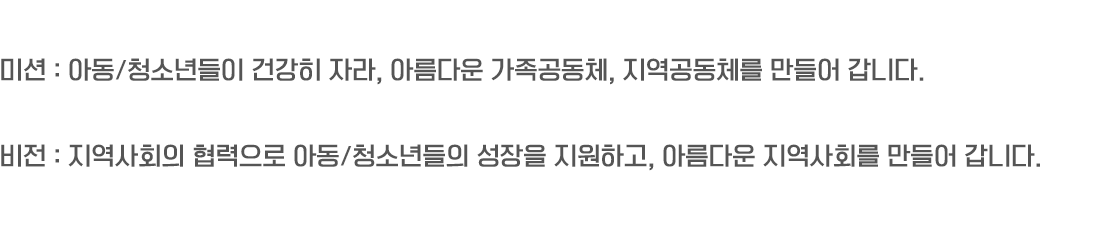 미션 : 아동/청소년들이 건강히 자라, 아름다운 가족공동체, 지역공동체를 만들어 갑니다.
비전 : 지역사회의 협력으로 아동/청소년들의 성장을 지원하고, 아름다운 지역사회를 만들어 갑니다.